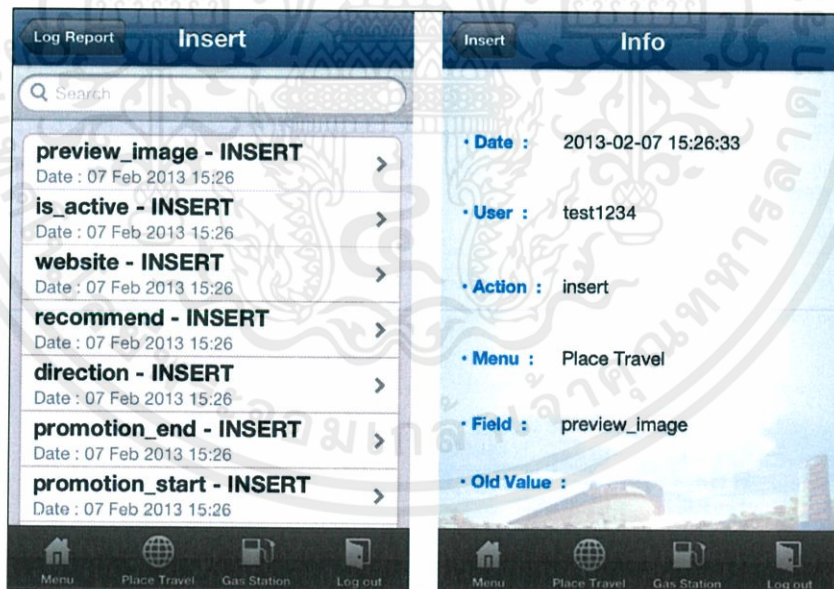 Log Report
Insert
Search
preview_image - INSERT
Date : 07 Feb 2013 15:26
is_active - INSERT
Date : 07 Feb 2013 15:26
website - INSERT
Date : 07 Feb 2013 15:26
recommend - INSERT
Date : 07 Feb 2013 15:26
direction - INSERT
Date : 07 Feb 2013 15:26
promotion_end - INSERT
Date : 07 Feb 2013 15:26
promotion_start - INSERT
Date : 07 Feb 2013 15:26
Menu
Place Travel
Gas Station
Log out
Insert
Info
• Date : 2013-02-07 15:26:33
• User : test1234
• Action : insert
• Menu : Place Travel
• Field : preview_image
• Old Value :
Menu
Place Travel
Gas Station
Log out